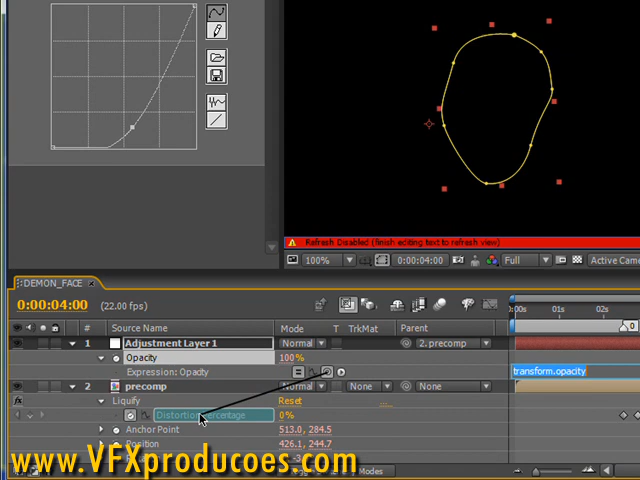 Refresh Disabled (finish editing text to refresh view)
100% 0:00:04:00 Full Active Came
DEMON_FACE ×
0:00:04:00 (22.00 fps)
# Source Name Mode T TrkMat Parent :00s 01s 02s
1 Adjustment Layer 1 Normal 2. precomp
Opacity 100%
Expression: Opacity transform.opacity
2 precomp Normal None None
fx Liquify Reset ...
Distortion Percentage 0%
Anchor Point 513.0, 284.5
Position 426.1, 244.7
www.VFXproducoes.com
Modes